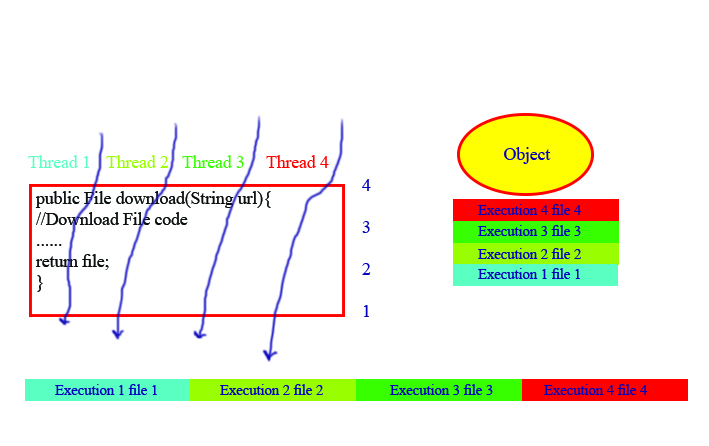 Thread 1 Thread 2 Thread 3 Thread 4
public File download(String url){
//Download File code
......
return file;
}
4
3
2
1
Object
Execution 4 file 4
Execution 3 file 3
Execution 2 file 2
Execution 1 file 1
Execution 1 file 1 Execution 2 file 2 Execution 3 file 3 Execution 4 file 4